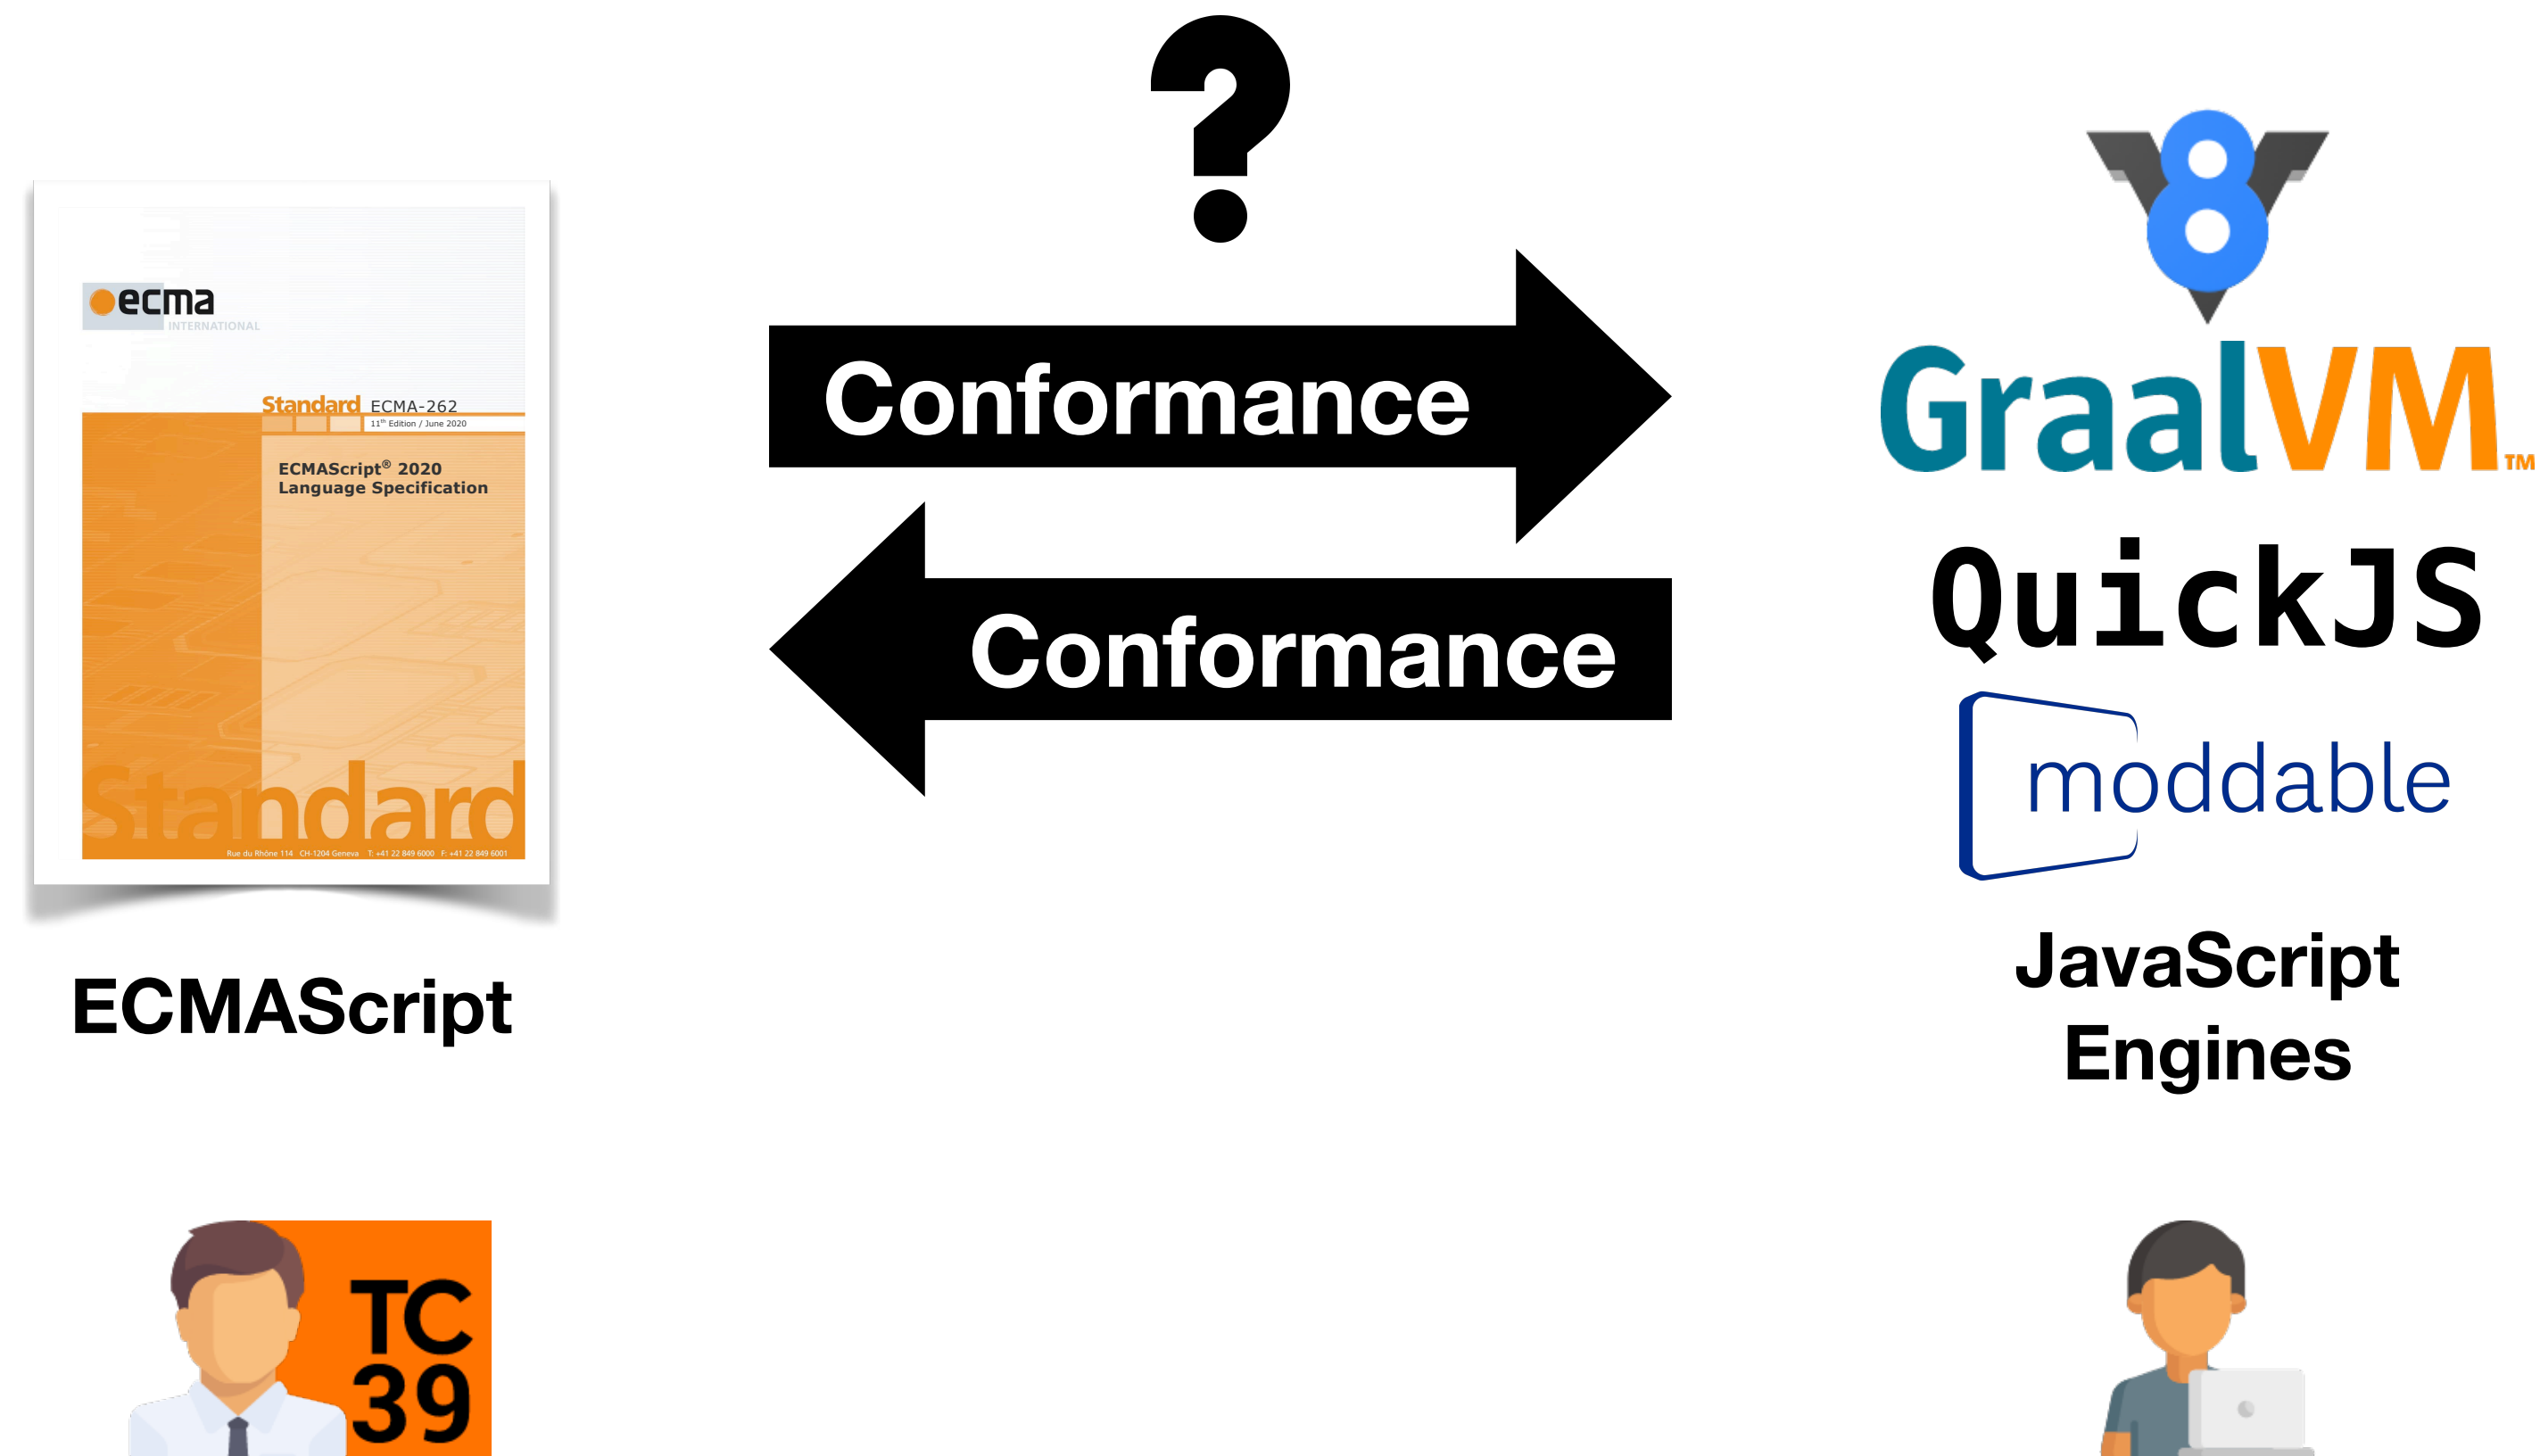 ?
ecma
INTERNATIONAL
Standard ECMA-262
11th Edition / June 2020
ECMAScript® 2020
Language Specification
Standard
Rue du Rhône 114 CH-1204 Geneva T: +41 22 849 6000 F: +41 22 849 6001
ECMAScript
Conformance
Conformance
V8
GraalVM™
QuickJS
moddable
JavaScript
Engines
TC
39